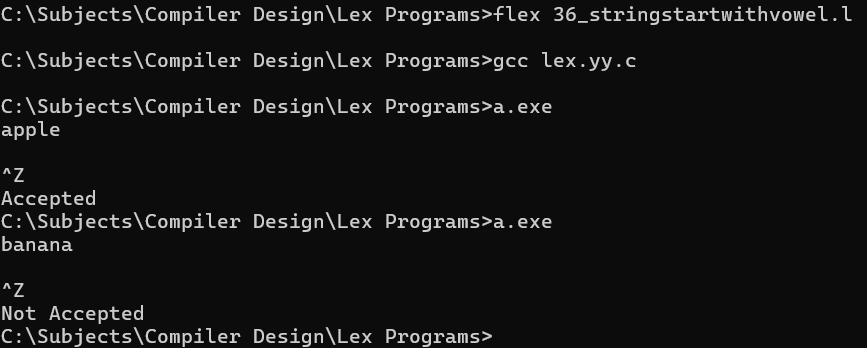 C:\Subjects\Compiler Design\Lex Programs>flex 36_stringstartwithvowel.l
C:\Subjects\Compiler Design\Lex Programs>gcc lex.yy.c
C:\Subjects\Compiler Design\Lex Programs>a.exe
apple
^Z
Accepted
C:\Subjects\Compiler Design\Lex Programs>a.exe
banana
^Z
Not Accepted
C:\Subjects\Compiler Design\Lex Programs>